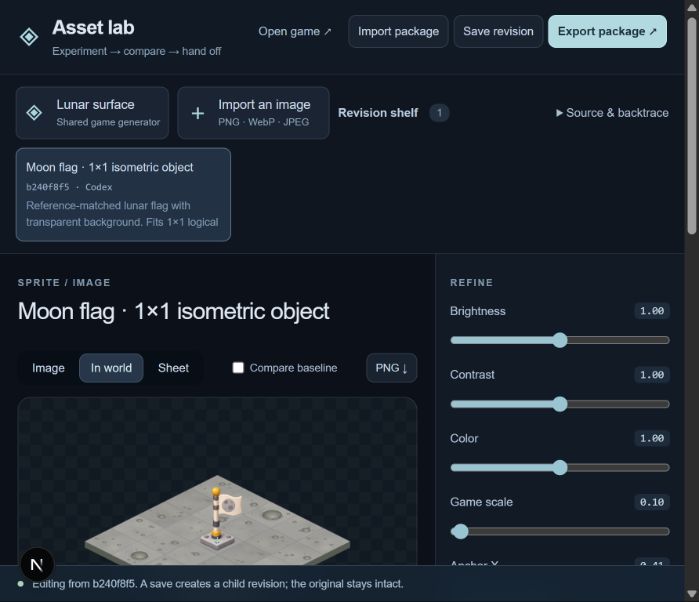 Asset lab
Experiment → compare → hand off
Open game ↗
Import package
Save revision
Export package ↗
Lunar surface
Shared game generator
+
Import an image
PNG · WebP · JPEG
Revision shelf
1
▶ Source & backtrace
Moon flag · 1×1 isometric object
b240f8f5 · Codex
Reference-matched lunar flag with
transparent background. Fits 1×1 logical
SPRITE / IMAGE
Moon flag · 1×1 isometric object
Image
In world
Sheet
Compare baseline
PNG ↓
REFINE
Brightness
1.00
Contrast
1.00
Color
1.00
Game scale
0.10
Anchor X
0.41
N
Editing from b240f8f5. A save creates a child revision; the original stays intact.